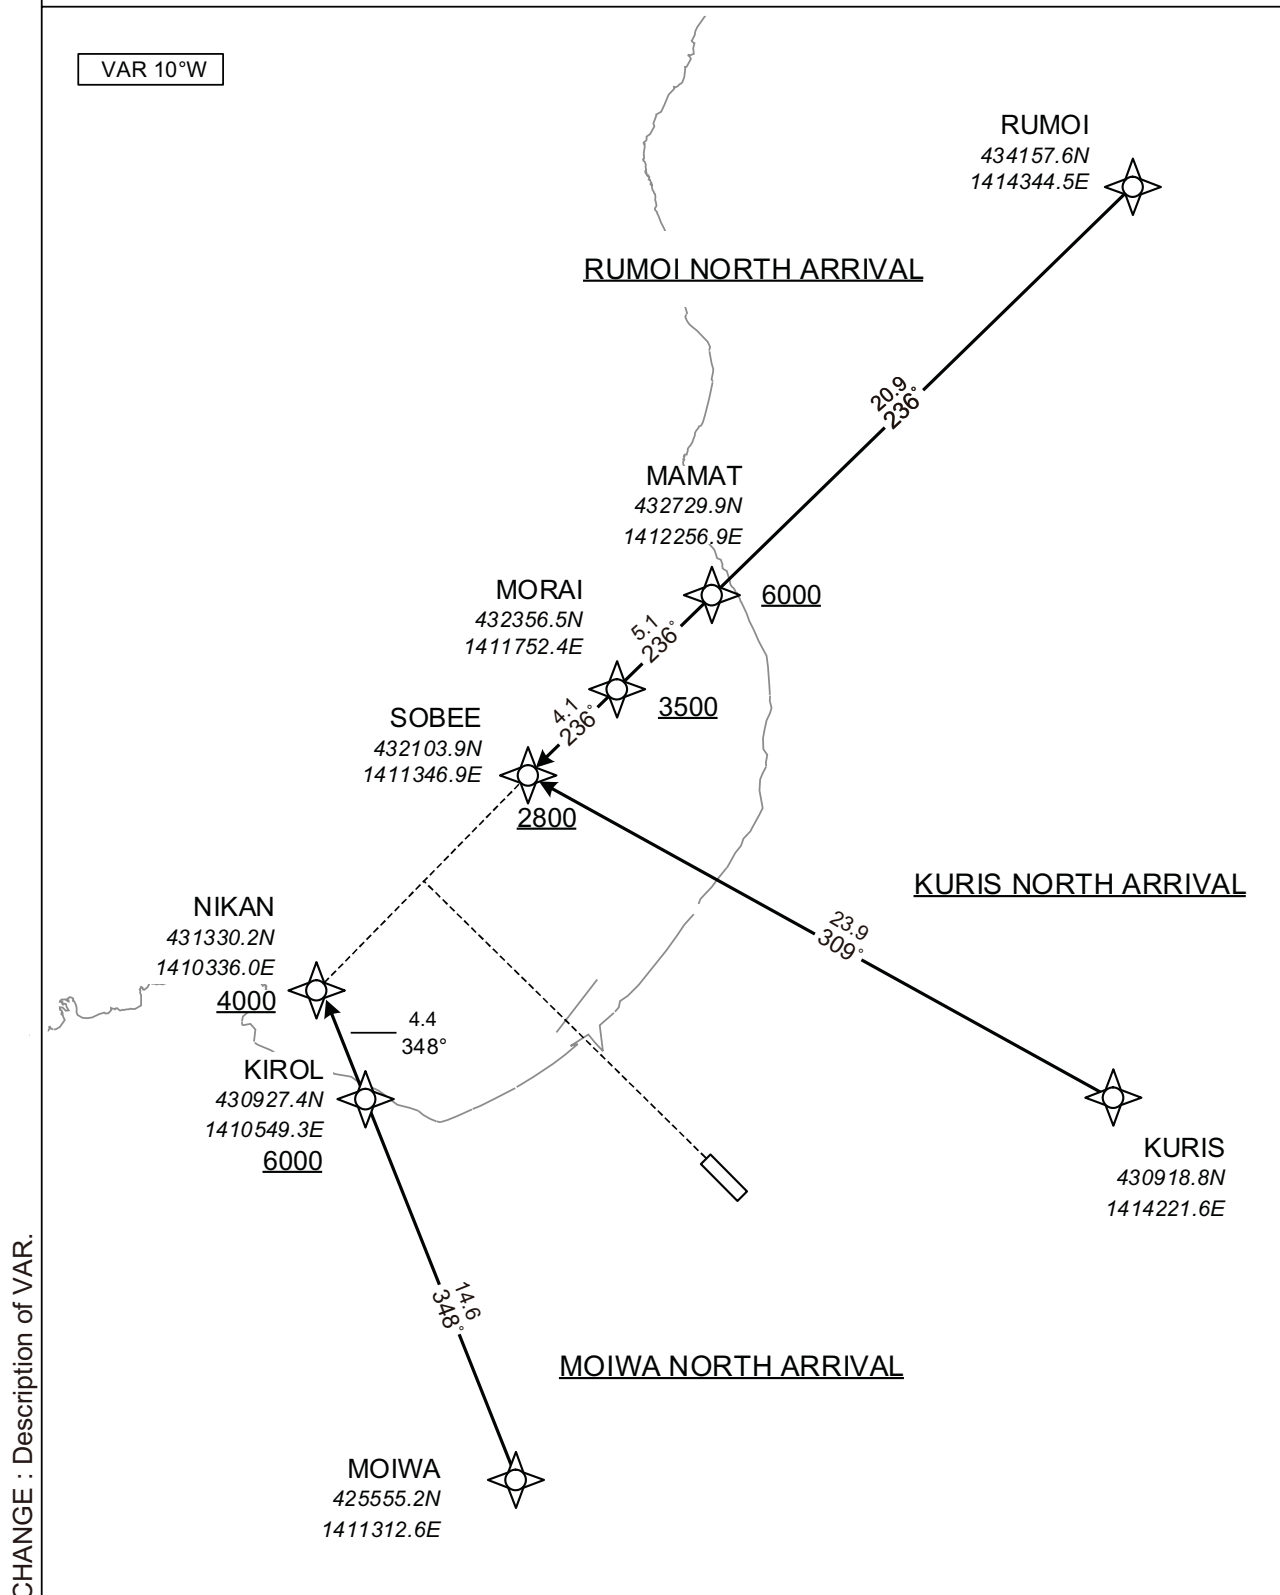 VAR 10°W
RUMOI
434157.6N
1414344.5E
RUMOI NORTH ARRIVAL
20.9
236°
MAMAT
432729.9N
1412256.9E
6000
MORAI
432356.5N
1411752.4E
5.1
236°
3500
SOBEE
432103.9N
1411346.9E
4.1
236°
2800
KURIS NORTH ARRIVAL
NIKAN
431330.2N
1410336.0E
4000
23.9
309°
4.4
348°
KIROL
430927.4N
1410549.3E
6000
KURIS
430918.8N
1414221.6E
14.6
348°
MOIWA NORTH ARRIVAL
MOIWA
425555.2N
1411312.6E
CHANGE : Description of VAR.